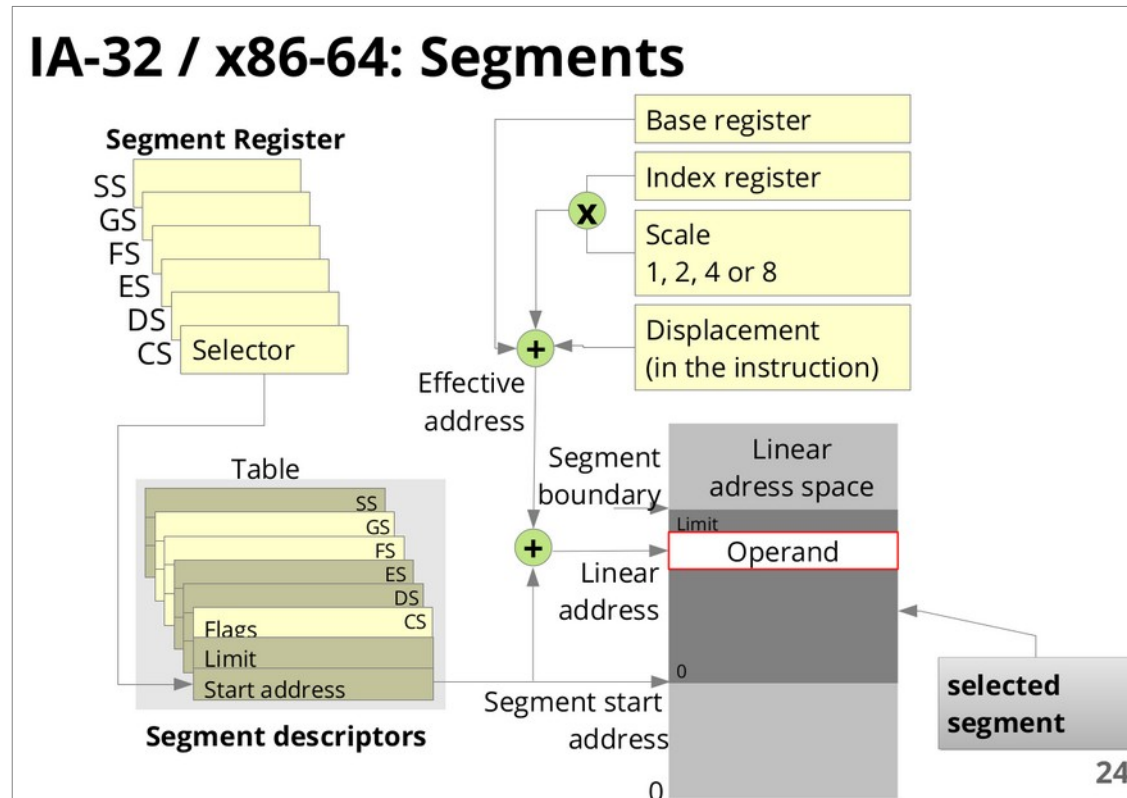 IA-32 / x86-64: Segments
Segment Register
SS
GS
FS
ES
DS
CS
Selector
Base register
Index register
x
Scale
1, 2, 4 or 8
Displacement
(in the instruction)
+
Effective
address
Table
SS
GS
FS
ES
DS
CS
Flags
Limit
Start address
Segment descriptors
Segment
boundary
Linear
adress space
Limit
Operand
+
Linear
address
0
Segment start
address
0
selected
segment
24